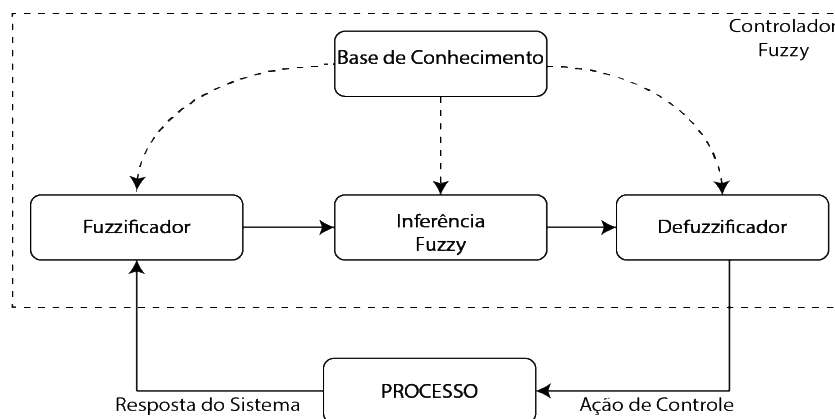 Controlador
Fuzzy
Base de Conhecimento
Fuzzificador
Inferência
Fuzzy
Defuzzificador
PROCESSO
Resposta do Sistema
Ação de Controle